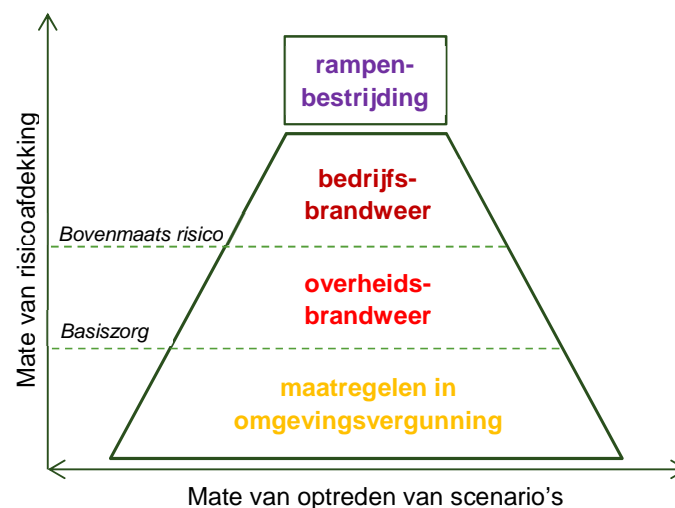 rampen-
bestrijding
bedrijfs-
brandweer
Bovenmaats risico
overheids-
brandweer
Basiszorg
maatregelen in
omgevingsvergunning
Mate van risicoafdekking
Mate van optreden van scenario's